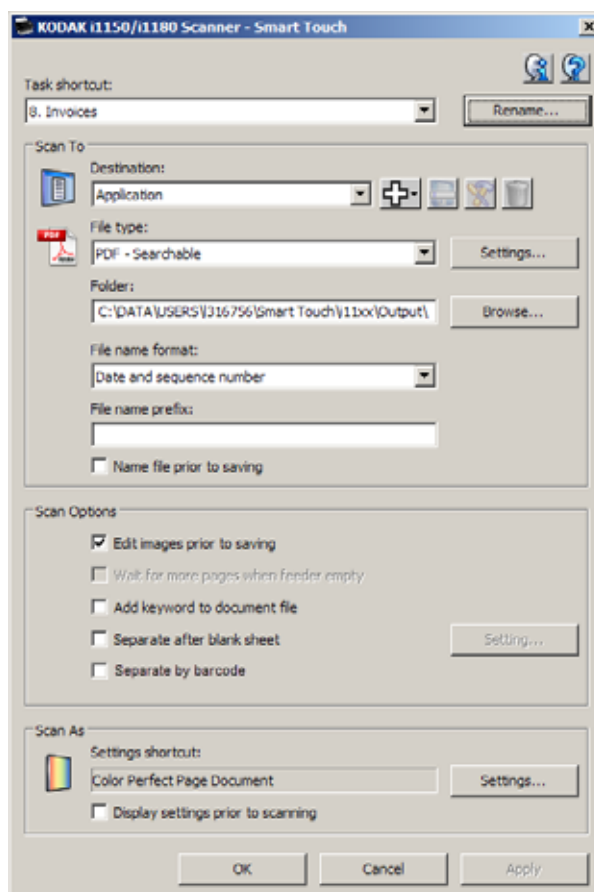 KODAK i1150/i1180 Scanner - Smart Touch
Task shortcut:
8. Invoices
Rename...
Scan To
Destination:
Application
PDF
File type:
PDF - Searchable
Settings...
Folder:
C:\DATA\USERS\l316756\Smart Touch\i11xx\Output\
Browse...
File name format:
Date and sequence number
File name prefix:
Name file prior to saving
Scan Options
Edit images prior to saving
Wait for more pages when feeder empty
Add keyword to document file
Separate after blank sheet
Setting...
Separate by barcode
Scan As
Settings shortcut:
Color Perfect Page Document
Settings...
Display settings prior to scanning
OK
Cancel
Apply